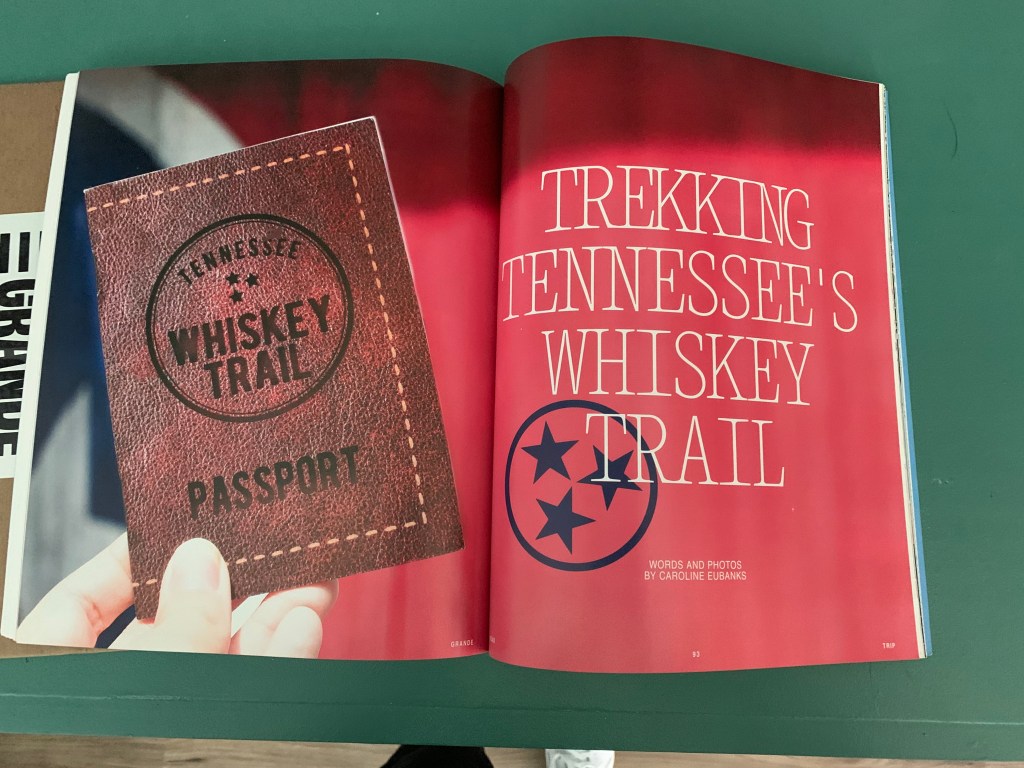 GRANDE
TENNESSEE
WHISKEY
TRAIL
PASSPORT
GRANDE
TREKKING
TENNESSEE'S
WHISKEY
TRAIL
WORDS AND PHOTOS
BY CAROLINE EUBANKS
93
TRIP